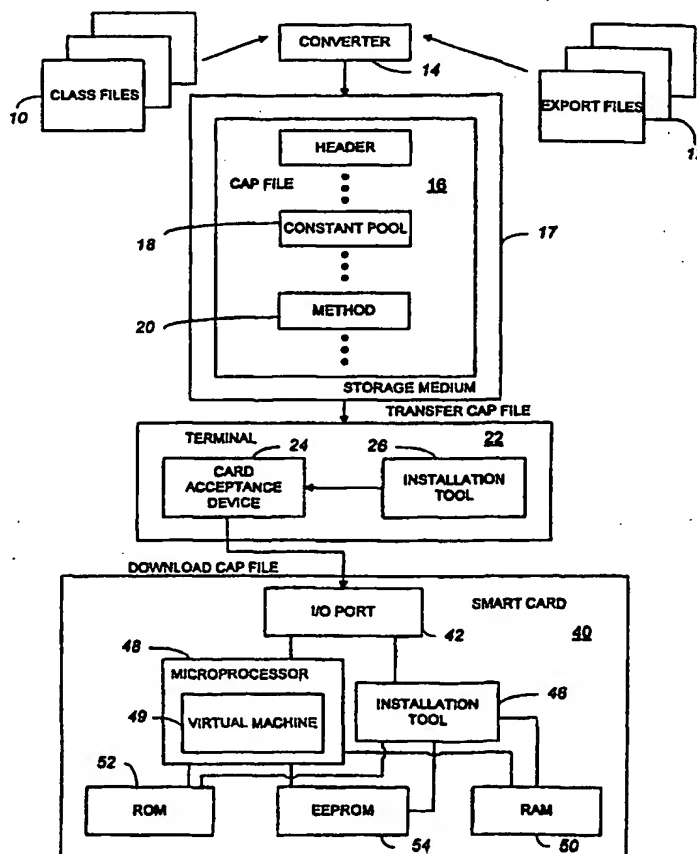 CONVERTER
14
CLASS FILES
10
EXPORT FILES
HEADER
CAP FILE
16
CONSTANT POOL
18
17
METHOD
20
STORAGE MEDIUM
TRANSFER CAP FILE
TERMINAL
24
26
22
CARD
ACCEPTANCE
DEVICE
INSTALLATION
TOOL
DOWNLOAD CAP FILE
I/O PORT
SMART CARD
42
40
48
MICROPROCESSOR
49
VIRTUAL MACHINE
INSTALLATION
TOOL
46
52
ROM
EEPROM
RAM
54
50